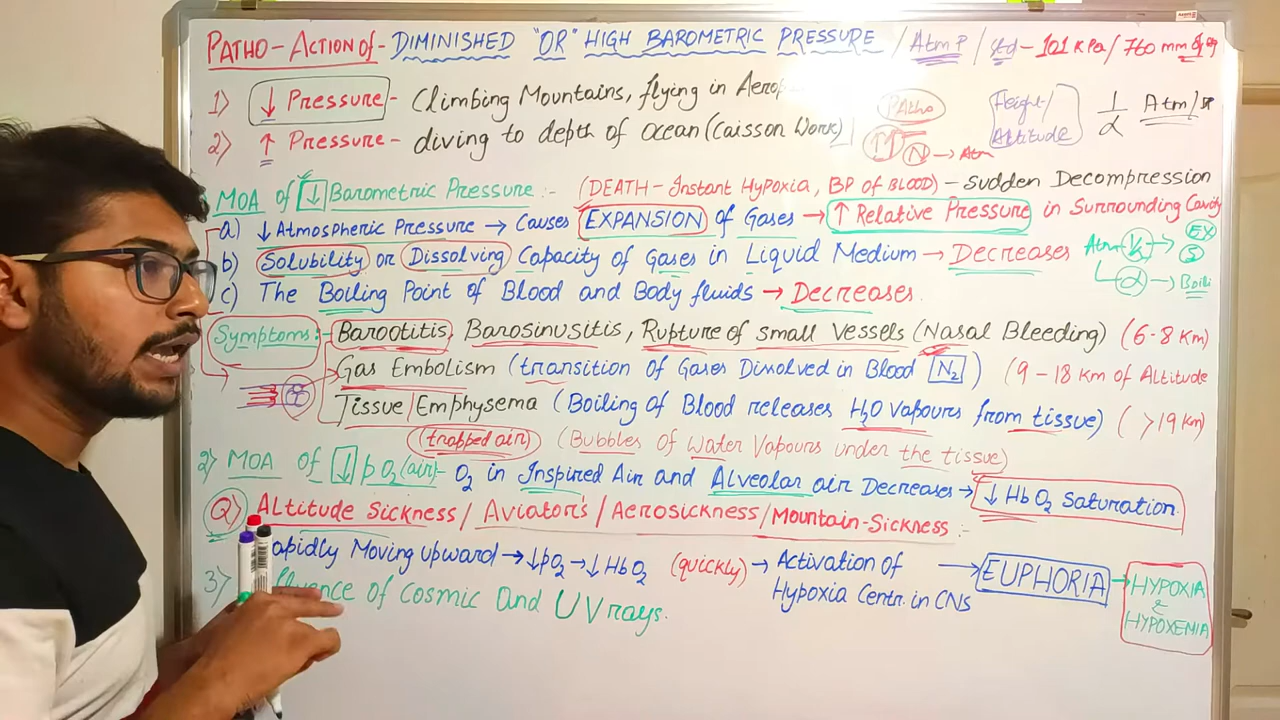 PATHO-ACTION of- DIMINISHED "OR" HIGH BAROMETRIC PRESSURE / Atm P / std - 101 KPa / 760 mm of Hg
1) ↓ Pressure - Climbing Mountains, flying in Aerop
2) ↑ Pressure - diving to depth of ocean (Caisson Work)
Patho
↑↑ N → Atm
Height/
Altitude
1/α Atm/
MOA of ↓ Barometric Pressure :- (DEATH - Instant Hypoxia, BP of BLOOD) - Sudden Decompression
a) ↓ Atmospheric Pressure → Causes EXPANSION of Gases → ↑ Relative Pressure in Surrounding Cavity
b) Solubility or Dissolving Capacity of Gases in Liquid Medium → Decreases
c) The Boiling Point of Blood and Body fluids → Decreases.
Atm 1/α → EX
S
α → Boili
Symptoms :- Barootitis, Barosinusitis, Rupture of small vessels (Nasal Bleeding) (6-8 Km)
Gas Embolism (transition of Gases Dissolved in Blood N₂) (9-18 Km of Altitude
Tissue/Emphysema (Boiling of Blood releases H₂O vapours from tissue) (>19 Km)
(trapped air) (Bubbles of water Vapours under the tissue)
2) MOA of ↓ pO₂ (air)- O₂ in Inspired Air and Alveolar air Decreases → ↓ HbO₂ Saturation.
Q) Altitude Sickness / Aviator's / Aerosickness / Mountain-Sickness :-
apidly Moving upward → ↓pO₂ → ↓HbO₂ (quickly) → Activation of Hypoxia Centr. in CNS → EUPHORIA → HYPOXIA & HYPOXEMIA
3) fluence of cosmic and UV rays.